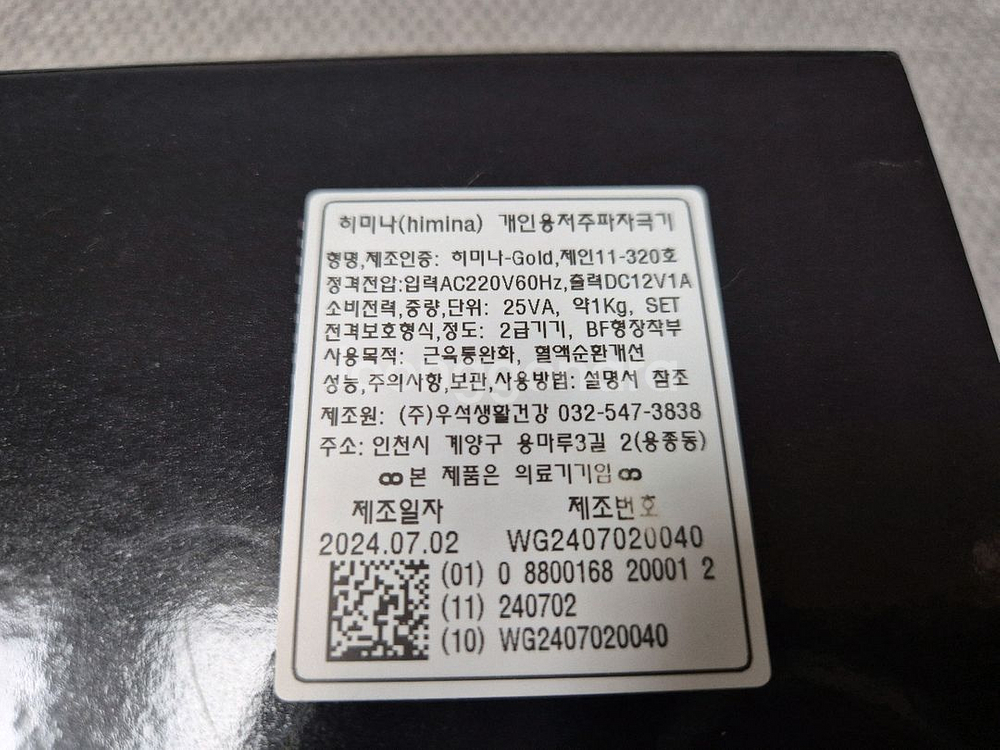 히미나(himina) 개인용저주파자극기
형명,제조인증: 히미나-Gold,제인11-320호
정격전압:입력AC220V60Hz,출력DC12V1A
소비전력,중량,단위: 25VA, 약1Kg, SET
전격보호형식,정도: 2급기기, BF형장착부
사용목적: 근육통완화, 혈액순환개선
성능,주의사항,보관,사용방법: 설명서 참조
제조원: (주)우석생활건강 032-547-3838
주소: 인천시 계양구 용마루3길 2(용종동)
본 제품은 의료기기임
제조일자 제조번호
2024.07.02 WG2407020040
(01) 0 8800168 20001 2
(11) 240702
(10) WG2407020040